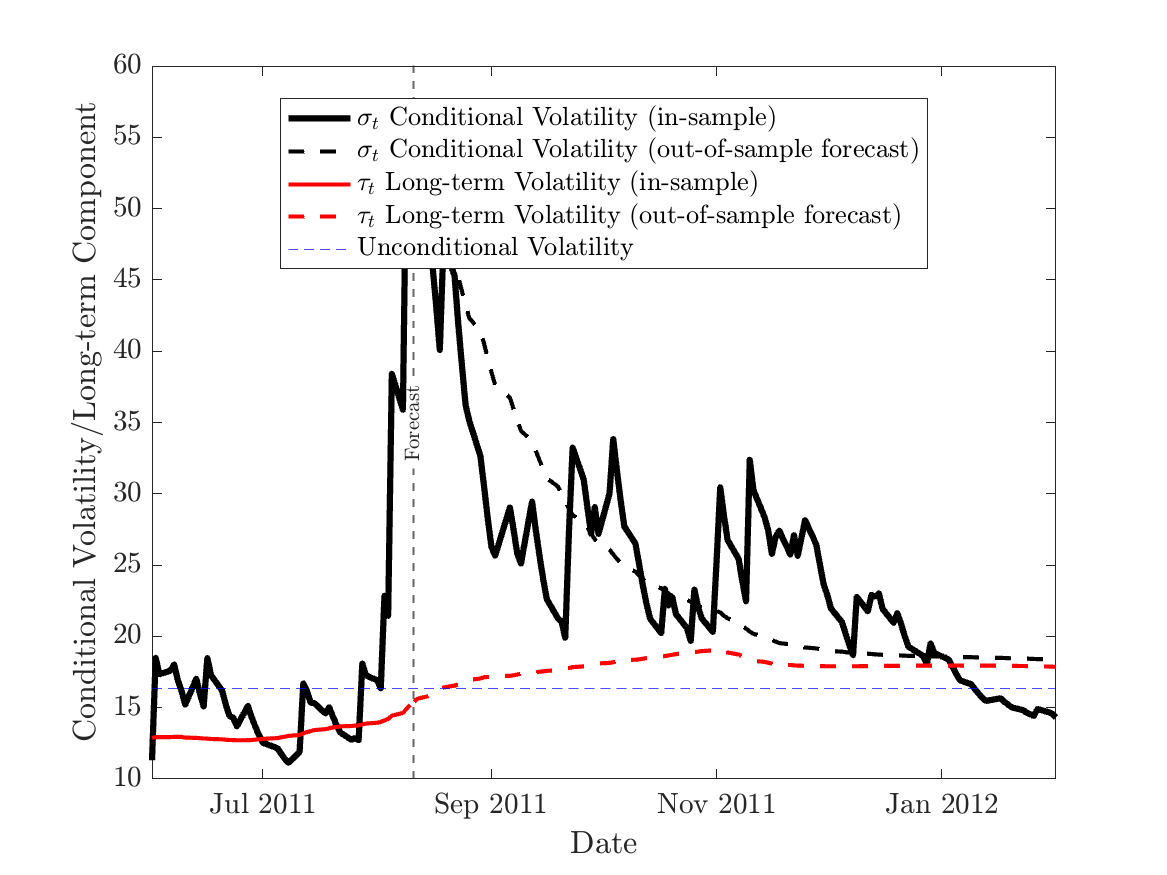 60
55
50
45
40
35
30
25
20
15
10
Conditional Volatility/Long-term Component
σt Conditional Volatility (in-sample)
σt Conditional Volatility (out-of-sample forecast)
τt Long-term Volatility (in-sample)
τt Long-term Volatility (out-of-sample forecast)
Unconditional Volatility
Forecast
Jul 2011 Sep 2011 Nov 2011 Jan 2012
Date